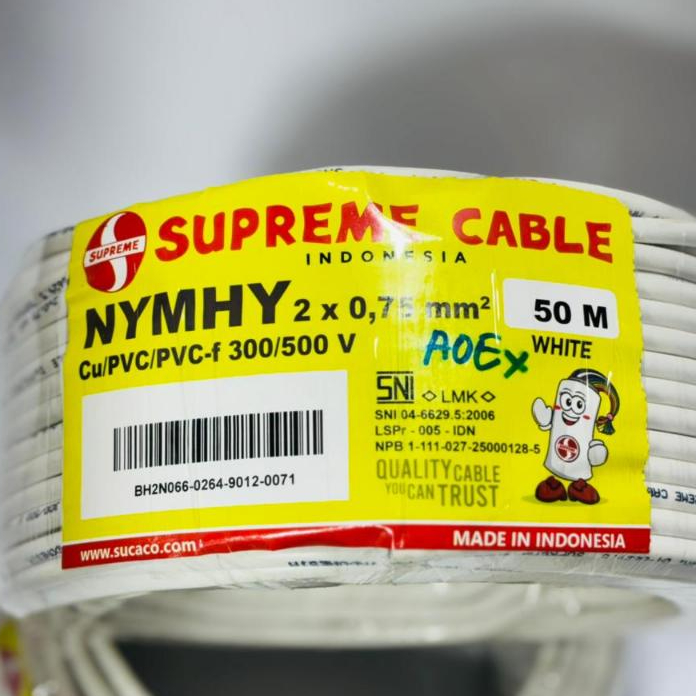 SUPREME
SUPREME CABLE
INDONESIA
NYMHY 2 x 0,75 mm²
50 M
Cu/PVC/PVC-f 300/500 V
AOEx
WHITE
SNI
LMK
SNI 04-6629.5:2006
LSPr - 005 - IDN
NPB 1-111-027-25000128-5
BH2N066-0264-9012-0071
QUALITY CABLE
YOU CAN TRUST
www.sucaco.com
MADE IN INDONESIA